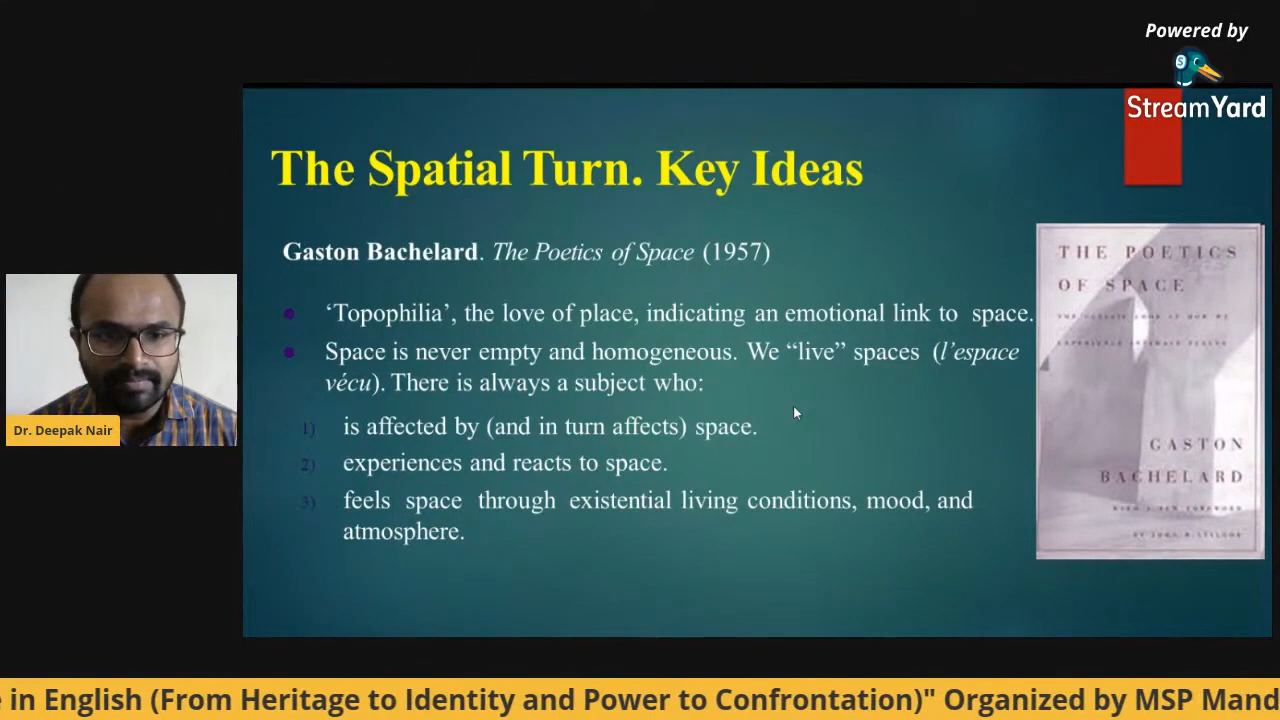 Powered by
StreamYard
The Spatial Turn. Key Ideas
Gaston Bachelard. The Poetics of Space (1957)
‘Topophilia’, the love of place, indicating an emotional link to space.
Space is never empty and homogeneous. We “live” spaces (l’espace
vécu). There is always a subject who:
1) is affected by (and in turn affects) space.
2) experiences and reacts to space.
3) feels space through existential living conditions, mood, and
atmosphere.
THE POETICS
OF SPACE
GASTON
BACHELARD
Dr. Deepak Nair
in English (From Heritage to Identity and Power to Confrontation)" Organized by MSP Mand